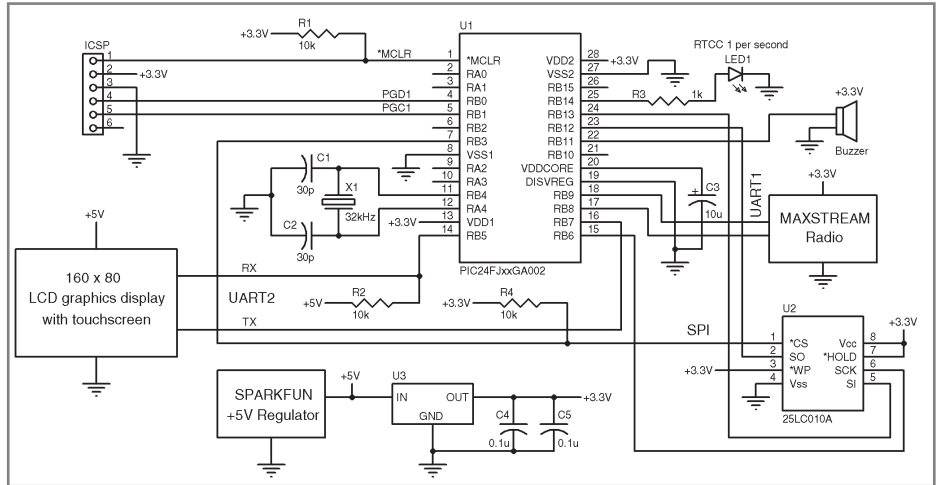 ICSP
1
2
3
4
5
6
+3.3V
+3.3V
R1
10k
*MCLR
PGD1
PGC1
U1
1 *MCLR
2 RA0
3 RA1
4 RB0
5 RB1
6 RB2
7 RB3
8 VSS1
9 RA2
10 RA3
11 RB4
12 RA4
13 VDD1
14 RB5
VDD2 28
VSS2 27
RB15 26
RB14 25
RB13 24
RB12 23
RB11 22
RB10 21
VDDCORE 20
DISVREG 19
RB9 18
RB8 17
RB7 16
RB6 15
PIC24FJxxGA002
+3.3V
RTCC 1 per second
LED1
R3
1k
+3.3V
Buzzer
C1
30p
X1
32kHz
C2
30p
+3.3V
+
C3
10u
UART1
+3.3V
MAXSTREAM
Radio
+5V
160 x 80
LCD graphics display
with touchscreen
RX
UART2
TX
+5V
R2
10k
+3.3V
R4
10k
SPI
U2
1 *CS
2 SO
3 *WP
4 Vss
Vcc 8
*HOLD 7
SCK 6
SI 5
25LC010A
+3.3V
+3.3V
SPARKFUN
+5V Regulator
+5V
U3
IN
OUT
GND
+3.3V
C4
0.1u
C5
0.1u